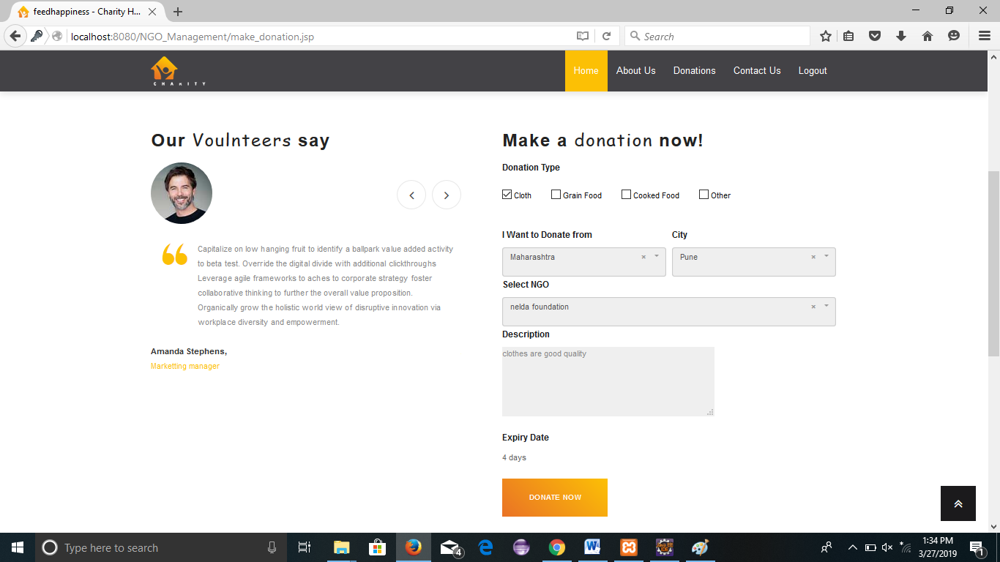 feedhappiness - Charity H...
localhost:8080/NGO_Management/make_donation.jsp
Search
CHARITY
Home About Us Donations Contact Us Logout
Our Voulnteers say
Capitalize on low hanging fruit to identify a ballpark value added activity
to beta test. Override the digital divide with additional clickthroughs
Leverage agile frameworks to aches to corporate strategy foster
collaborative thinking to further the overall value proposition.
Organically grow the holistic world view of disruptive innovation via
workplace diversity and empowerment.
Amanda Stephens,
Marketting manager
Make a donation now!
Donation Type
Cloth Grain Food Cooked Food Other
I Want to Donate from City
Maharashtra × Pune ×
Select NGO
nelda foundation ×
Description
clothes are good quality
Expiry Date
4 days
DONATE NOW
Type here to search
4
1:34 PM
3/27/2019
1